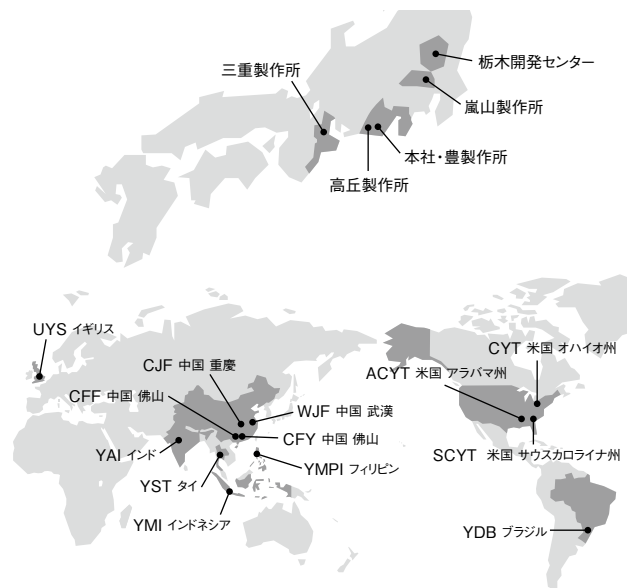 栃木開発センター
三重製作所
嵐山製作所
本社・豊製作所
高丘製作所
UYS イギリス
CYT 米国 オハイオ州
CJF 中国 重慶
ACYT 米国 アラバマ州
CFF 中国 佛山
WJF 中国 武漢
CFY 中国 佛山
YAI インド
SCYT 米国 サウスカロライナ州
YMPI フィリピン
YST タイ
YMI インドネシア
YDB ブラジル